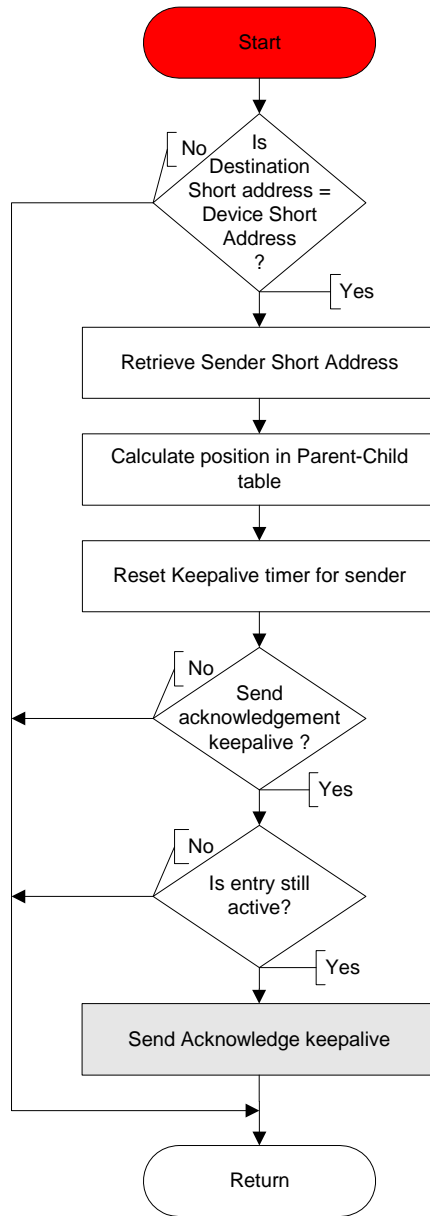 Start
No
Is
Destination
Short address =
Device Short
Address
?
Yes
Retrieve Sender Short Address
Calculate position in Parent-Child
table
Reset Keepalive timer for sender
No
Send
acknowledgement
keepalive ?
Yes
No
Is entry still
active?
Yes
Send Acknowledge keepalive
Return